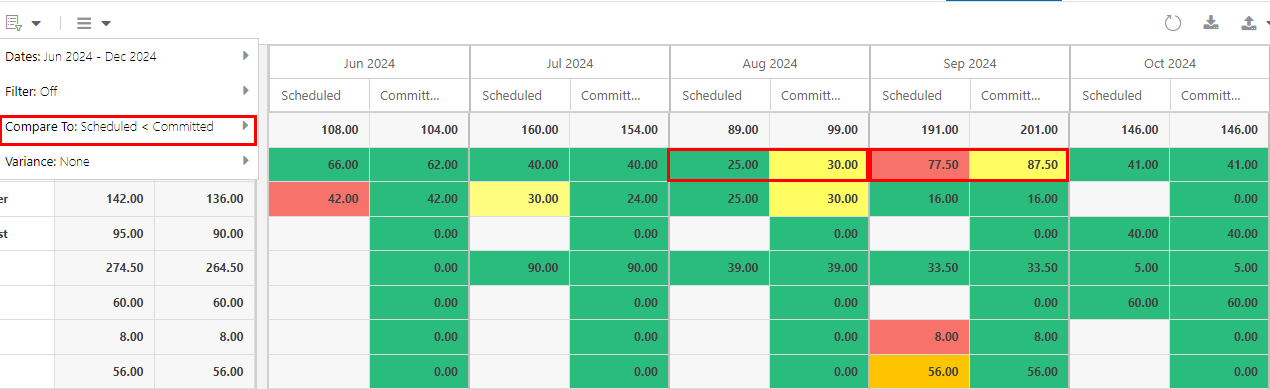 Dates: Jun 2024 - Dec 2024
Filter: Off
Compare To: Scheduled < Committed
Variance: None
Jun 2024 Jul 2024 Aug 2024 Sep 2024 Oct 2024
Scheduled Committ... Scheduled Committ... Scheduled Committ... Scheduled Committ... Scheduled Committ...
108.00 104.00 160.00 154.00 89.00 99.00 191.00 201.00 146.00 146.00
66.00 62.00 40.00 40.00 25.00 30.00 77.50 87.50 41.00 41.00
er 142.00 136.00 42.00 42.00 30.00 24.00 25.00 30.00 16.00 16.00 0.00
st 95.00 90.00 0.00 0.00 0.00 0.00 40.00 40.00
274.50 264.50 0.00 90.00 90.00 39.00 39.00 33.50 33.50 5.00 5.00
60.00 60.00 0.00 0.00 0.00 0.00 60.00 60.00
8.00 8.00 0.00 0.00 0.00 8.00 8.00 0.00
56.00 56.00 0.00 0.00 0.00 56.00 56.00 0.00